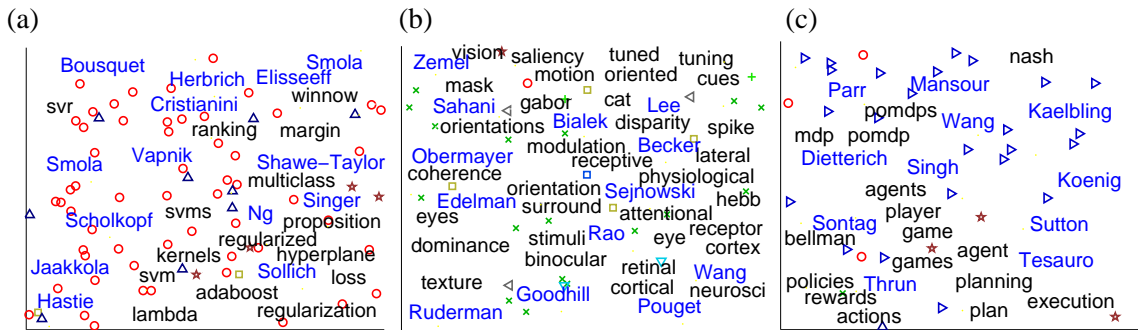 (a)
(b)
(c)
Smola
Bousquet
Elisseeff
Herbrich
winnow
svr
Cristianini
ranking
margin
Vapnik
Smola
Shawe-Taylor
multiclass
Singer
svms
Ng
proposition
Scholkopf
regularized
kernels
hyperplane
Jaakkola
svm
Sollich
loss
adaboost
Hastie
lambda
regularization
vision
saliency
tuned
tuning
Zemel
motion
oriented
cues
mask
gabor
cat
Lee
Sahani
orientations
Bialek
disparity
spike
modulation
Becker
Obermayer
receptive
lateral
coherence
physiological
orientation
Sejnowski
hebb
Edelman
surround
attentional
eyes
receptor
stimuli
Rao
eye
dominance
cortex
binocular
retinal
texture
Wang
cortical
neurosci
Goodhill
Ruderman
Pouget
nash
Parr
Mansour
pomdps
Kaelbling
mdp
pomdp
Wang
Dietterich
Singh
Koenig
agents
player
Sontag
game
Sutton
bellman
agent
games
Tesauro
policies
Thrun
planning
rewards
execution
actions
plan